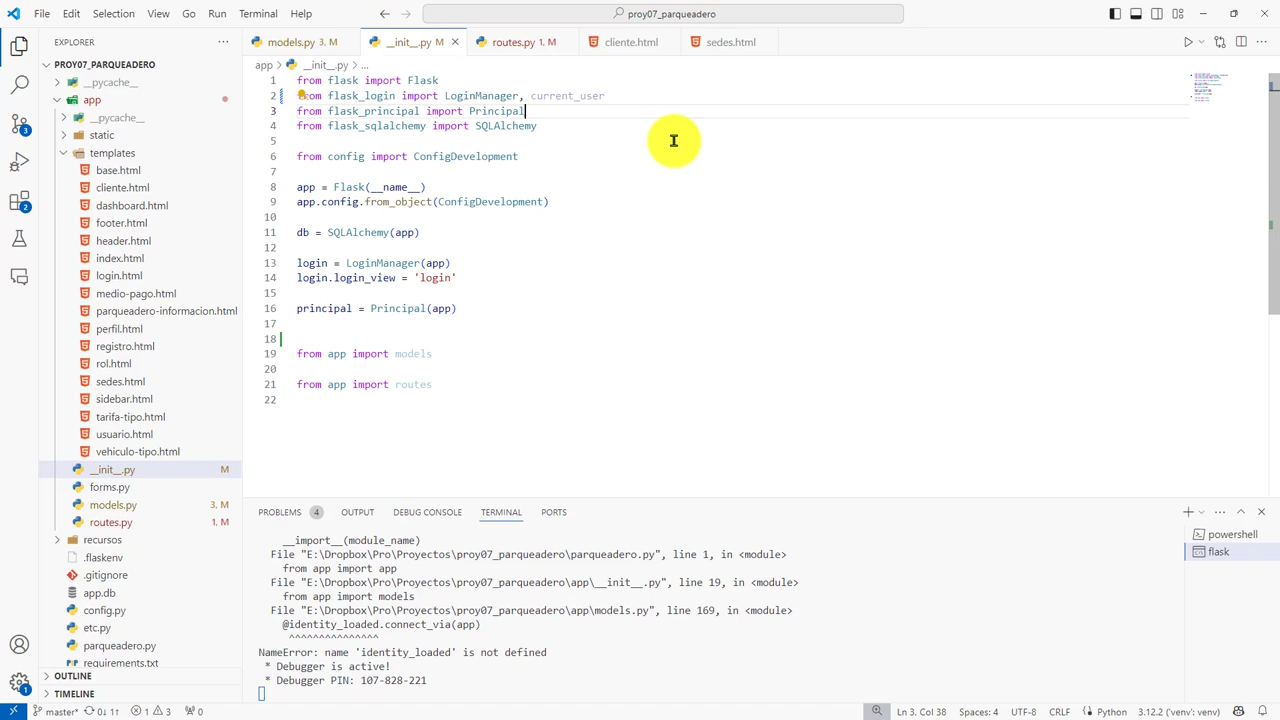 File Edit Selection View Go Run Terminal Help
proy07_parqueadero
EXPLORER
models.py 3, M
__init__.py M
routes.py 1, M
cliente.html
sedes.html
PROY07_PARQUEADERO
__pycache__
app
__pycache__
static
templates
base.html
cliente.html
dashboard.html
footer.html
header.html
index.html
login.html
medio-pago.html
parqueadero-informacion.html
perfil.html
registro.html
rol.html
sedes.html
sidebar.html
tarifa-tipo.html
usuario.html
vehiculo-tipo.html
__init__.py M
forms.py
models.py 3, M
routes.py 1, M
recursos
.flaskenv
.gitignore
app.db
config.py
etc.py
parqueadero.py
requirements.txt
OUTLINE
TIMELINE
3
2
1
app > __init__.py > ...
1 from flask import Flask
2 from flask_login import LoginManager, current_user
3 from flask_principal import Principal
4 from flask_sqlalchemy import SQLAlchemy
5
6 from config import ConfigDevelopment
7
8 app = Flask(__name__)
9 app.config.from_object(ConfigDevelopment)
10
11 db = SQLAlchemy(app)
12
13 login = LoginManager(app)
14 login.login_view = 'login'
15
16 principal = Principal(app)
17
18
19 from app import models
20
21 from app import routes
22
PROBLEMS 4 OUTPUT DEBUG CONSOLE TERMINAL PORTS
__import__(module_name)
File "E:\Dropbox\Pro\Proyectos\proy07_parqueadero\parqueadero.py", line 1, in <module>
from app import app
File "E:\Dropbox\Pro\Proyectos\proy07_parqueadero\app\__init__.py", line 19, in <module>
from app import models
File "E:\Dropbox\Pro\Proyectos\proy07_parqueadero\app\models.py", line 169, in <module>
@identity_loaded.connect_via(app)
^^^^^^^^^^^^^^^
NameError: name 'identity_loaded' is not defined
* Debugger is active!
* Debugger PIN: 107-828-221
powershell
flask
master* 0↓ 1↑ 1 3 0
Ln 3, Col 38 Spaces: 4 UTF-8 CRLF Python 3.12.2 ('venv': venv)